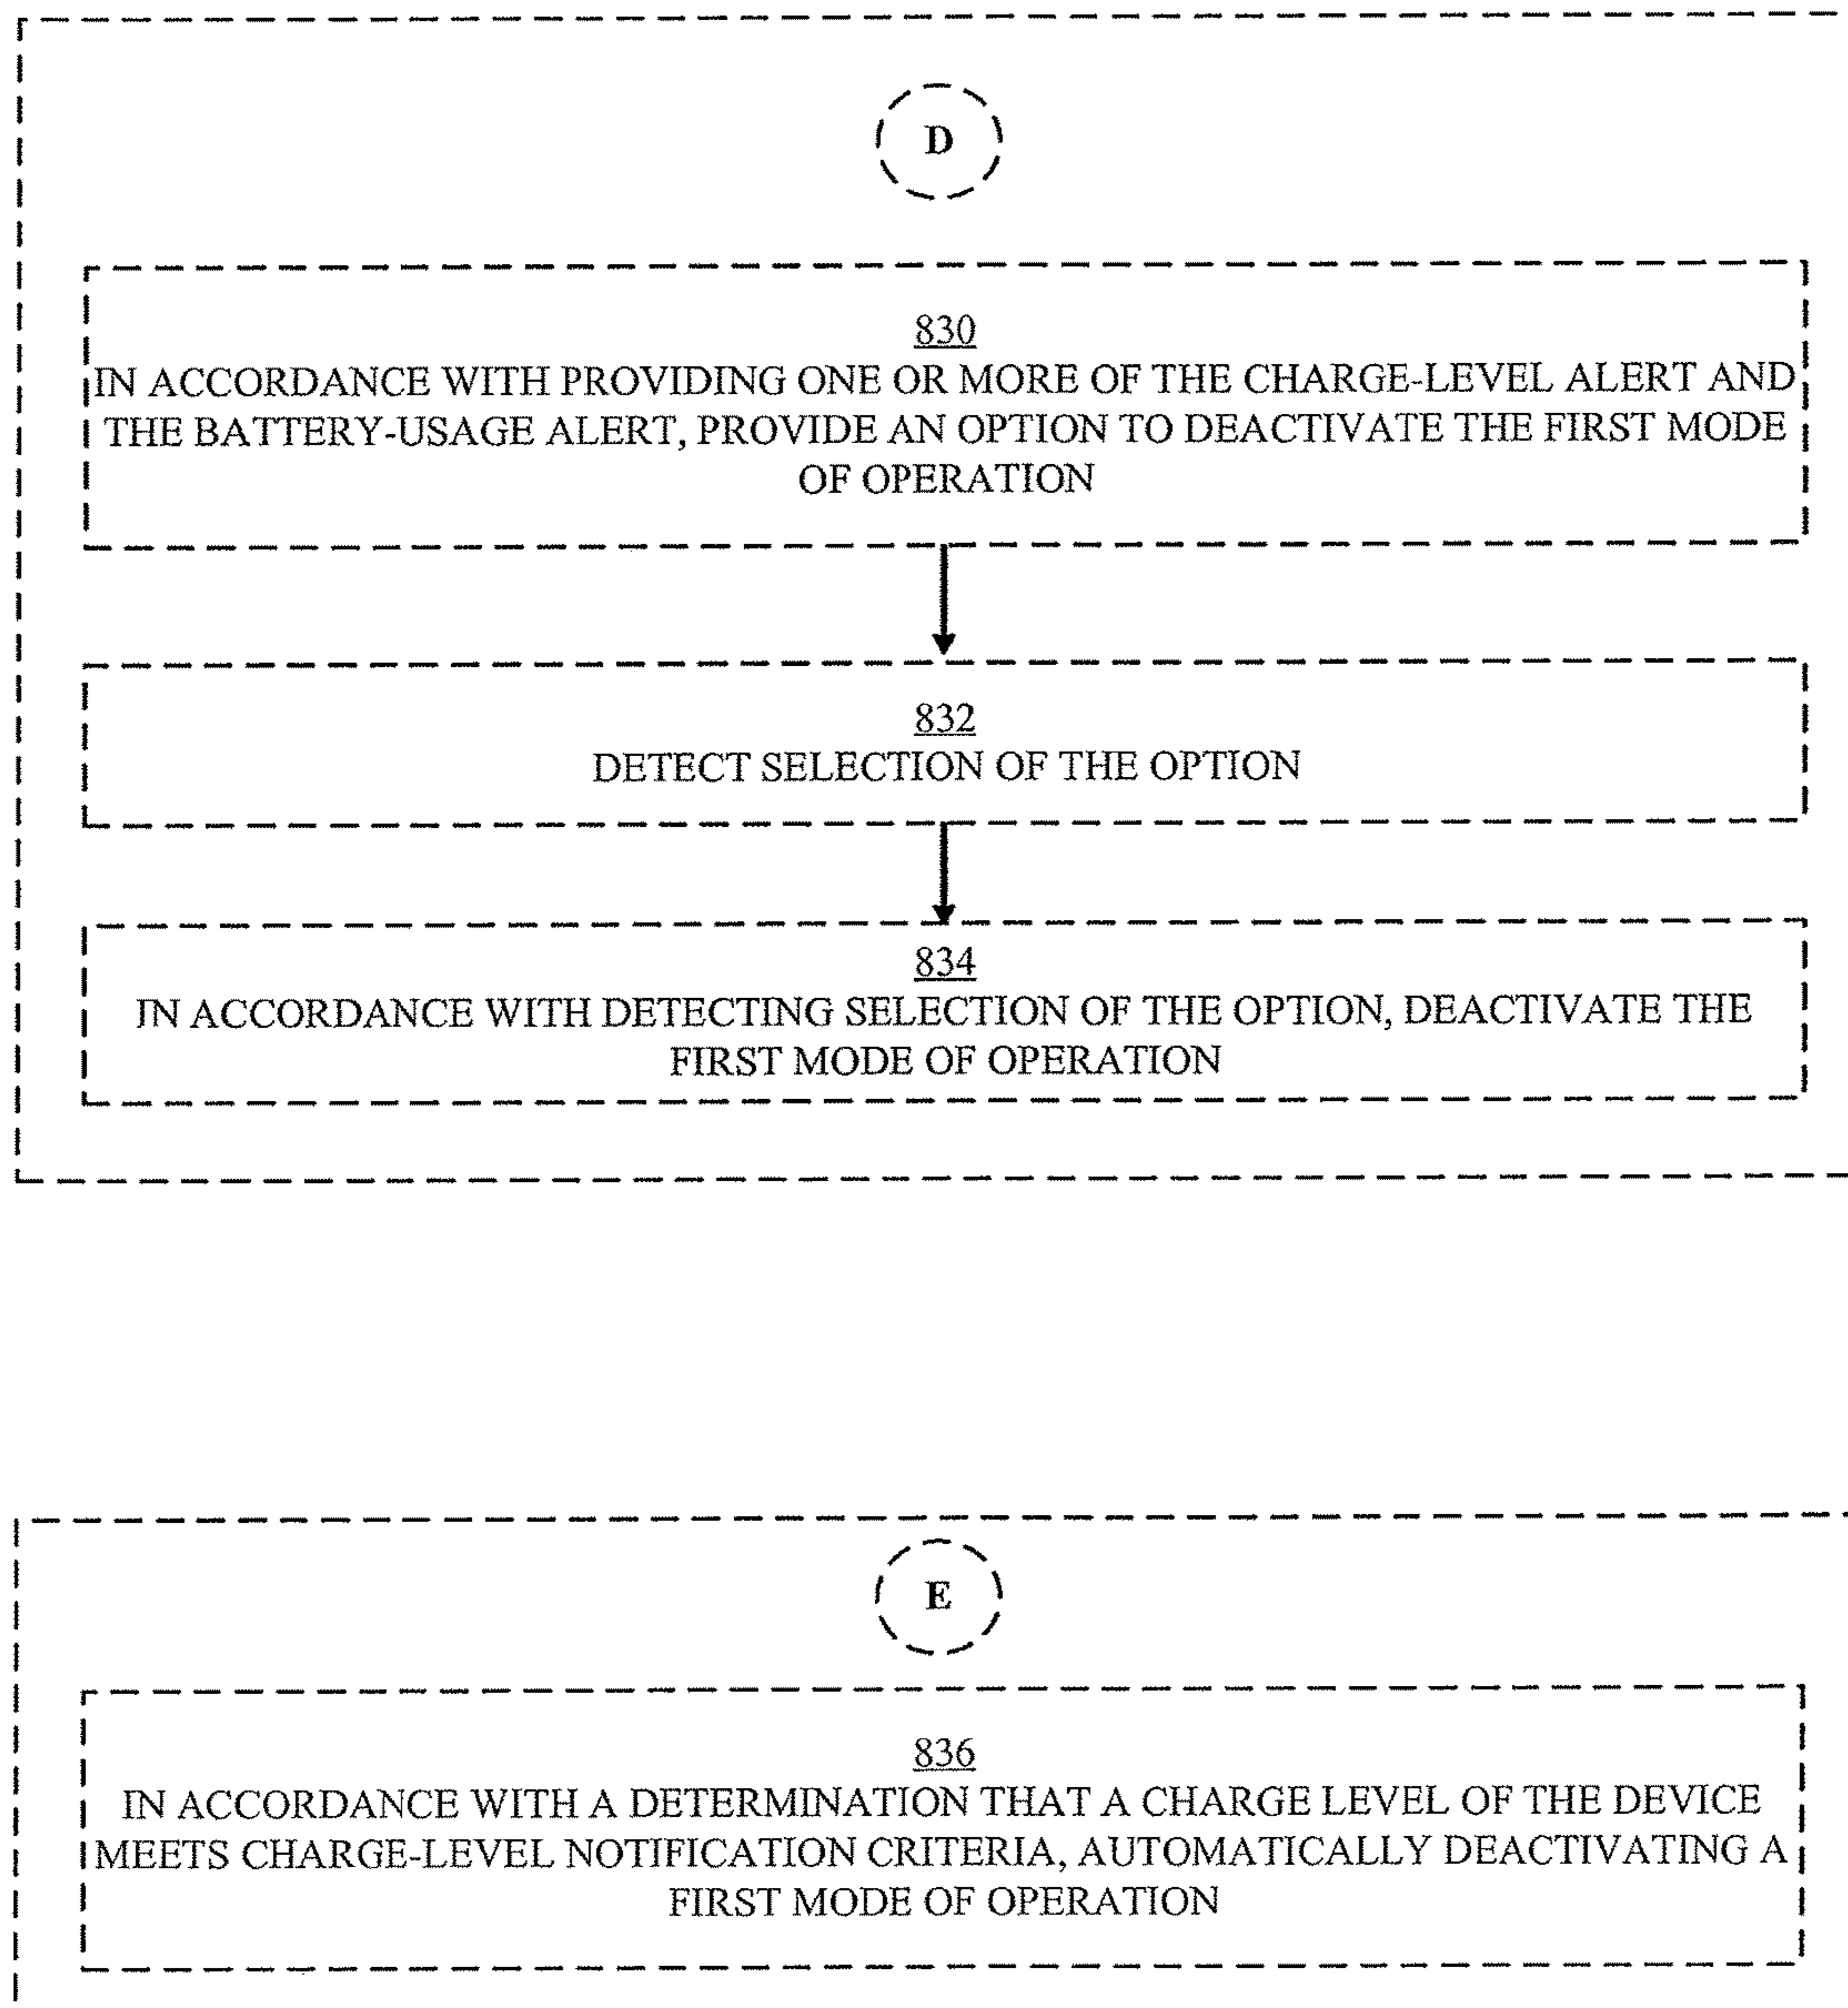 D
830
IN ACCORDANCE WITH PROVIDING ONE OR MORE OF THE CHARGE-LEVEL ALERT AND
THE BATTERY-USAGE ALERT, PROVIDE AN OPTION TO DEACTIVATE THE FIRST MODE
OF OPERATION
832
DETECT SELECTION OF THE OPTION
834
IN ACCORDANCE WITH DETECTING SELECTION OF THE OPTION, DEACTIVATE THE
FIRST MODE OF OPERATION
E
836
IN ACCORDANCE WITH A DETERMINATION THAT A CHARGE LEVEL OF THE DEVICE
MEETS CHARGE-LEVEL NOTIFICATION CRITERIA, AUTOMATICALLY DEACTIVATING A
FIRST MODE OF OPERATION